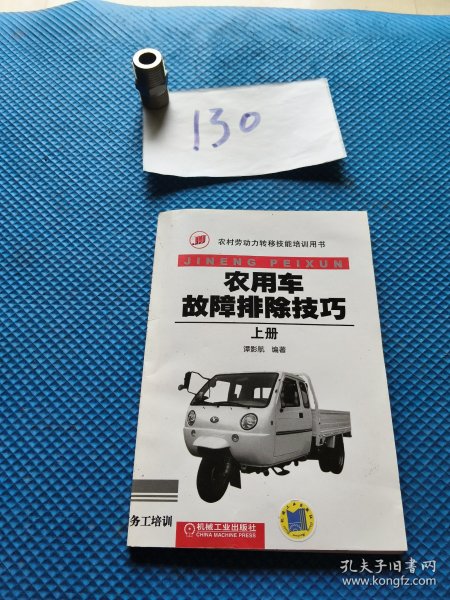 130
农村劳动力转移技能培训用书
JINENG PEIXUN
农用车
故障排除技巧
上册
谭影航 编著
务工培训
机械工业出版社
CHINA MACHINE PRESS
孔夫子旧书网
www.kongfz.com